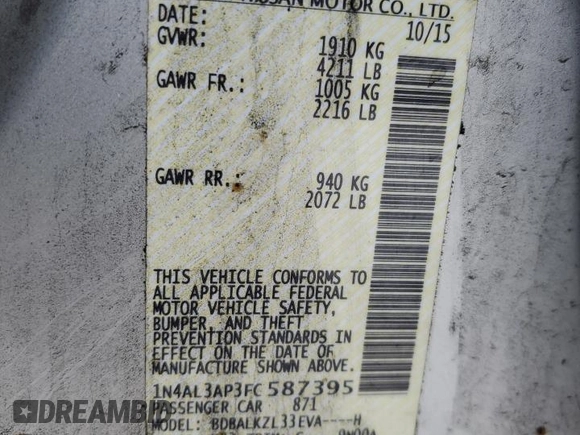 NISSAN MOTOR CO., LTD.
DATE: 10/15
GVWR: 1910 KG
4211 LB
GAWR FR.: 1005 KG
2216 LB
GAWR RR.: 940 KG
2072 LB
THIS VEHICLE CONFORMS TO
ALL APPLICABLE FEDERAL
MOTOR VEHICLE SAFETY,
BUMPER, AND THEFT
PREVENTION STANDARDS IN
EFFECT ON THE DATE OF
MANUFACTURE SHOWN ABOVE.
1N4AL3AP3FC587395
PASSENGER CAR 871
MODEL: BDBALKZL33EVA----H
DREAMBID